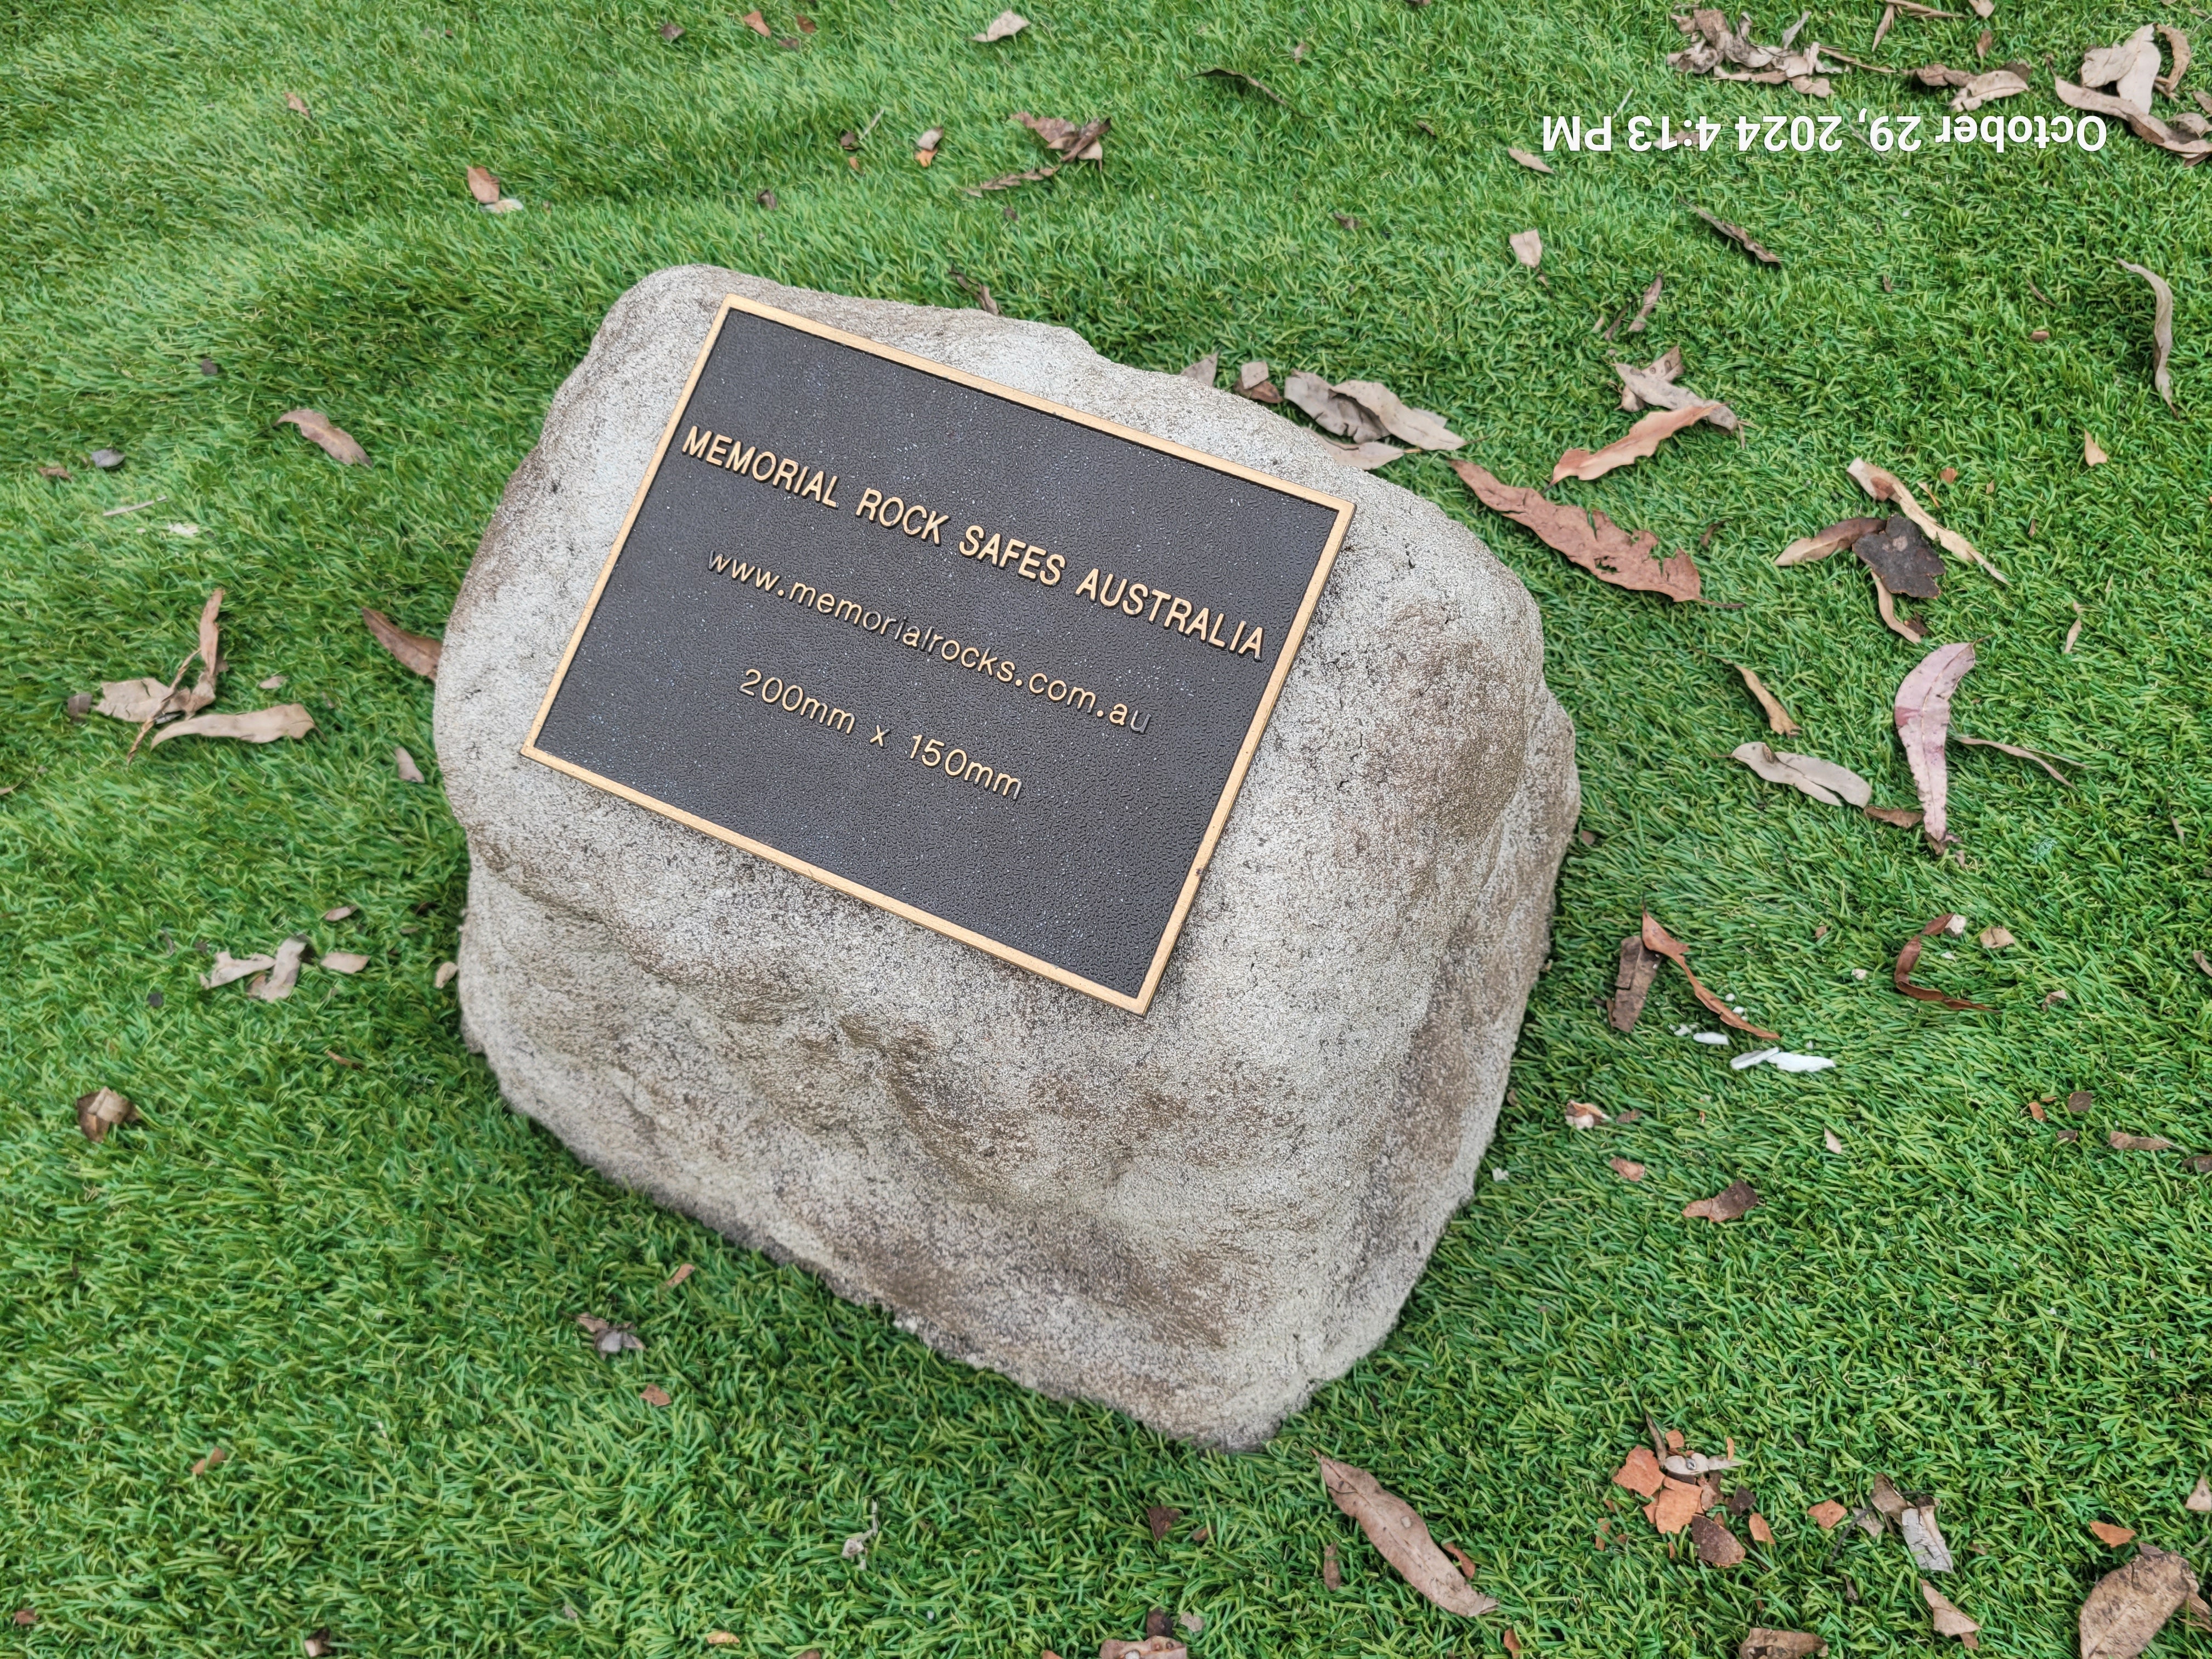 October 29, 2024 4:13 PM
MEMORIAL ROCK SAFES AUSTRALIA
www.memorialrocks.com.au
200mm x 150mm